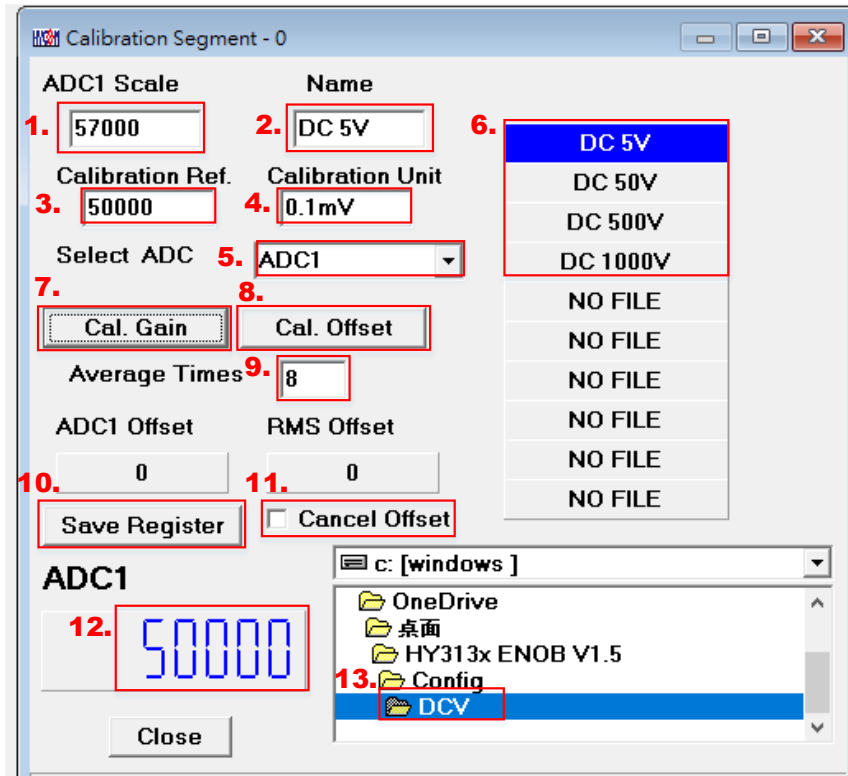 HYCON Calibration Segment - 0
ADC1 Scale Name
1. 57000 2. DC 5V 6. DC 5V
Calibration Ref. Calibration Unit DC 50V
3. 50000 4. 0.1mV DC 500V
Select ADC 5. ADC1 DC 1000V
7. 8. NO FILE
Cal. Gain Cal. Offset NO FILE
Average Times 9. 8 NO FILE
ADC1 Offset RMS Offset NO FILE
0 0 NO FILE
10. 11. NO FILE
Save Register Cancel Offset
ADC1 c: [windows ]
OneDrive
12. 50000 桌面
HY313x ENOB V1.5
13. Config
DCV
Close